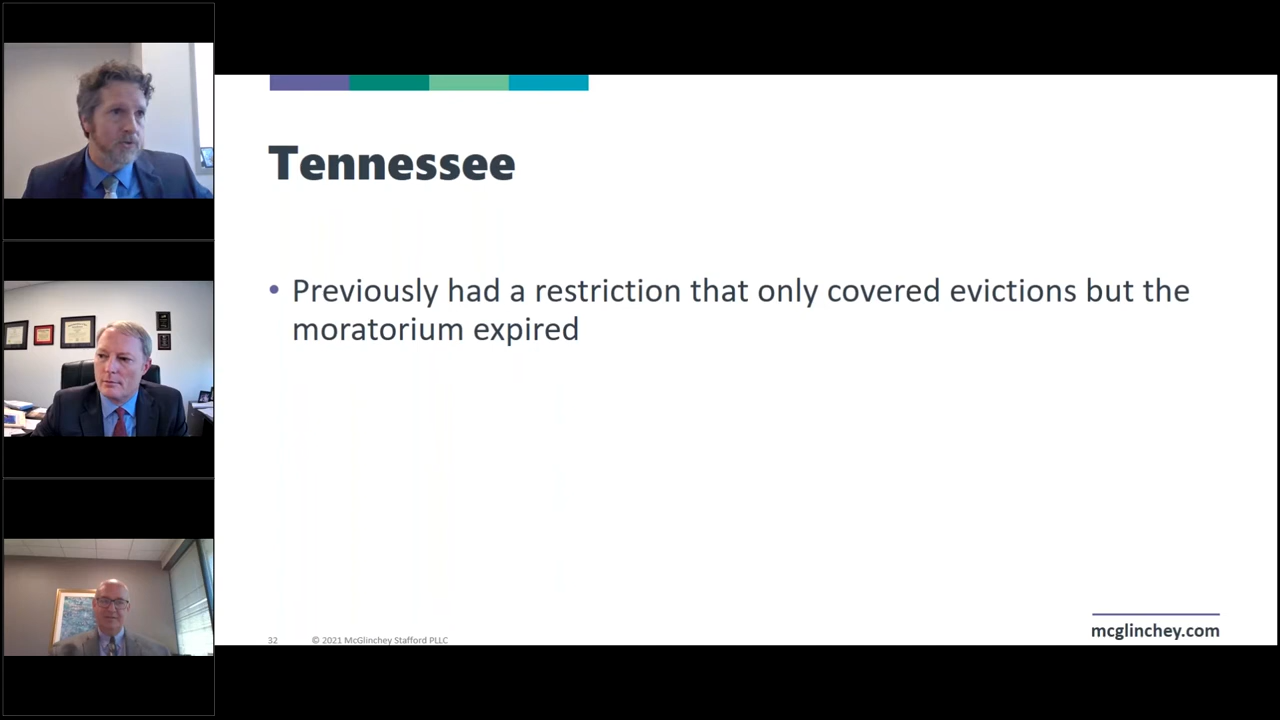 Tennessee
• Previously had a restriction that only covered evictions but the
moratorium expired
32 © 2021 McGlinchey Stafford PLLC
mcglinchey.com